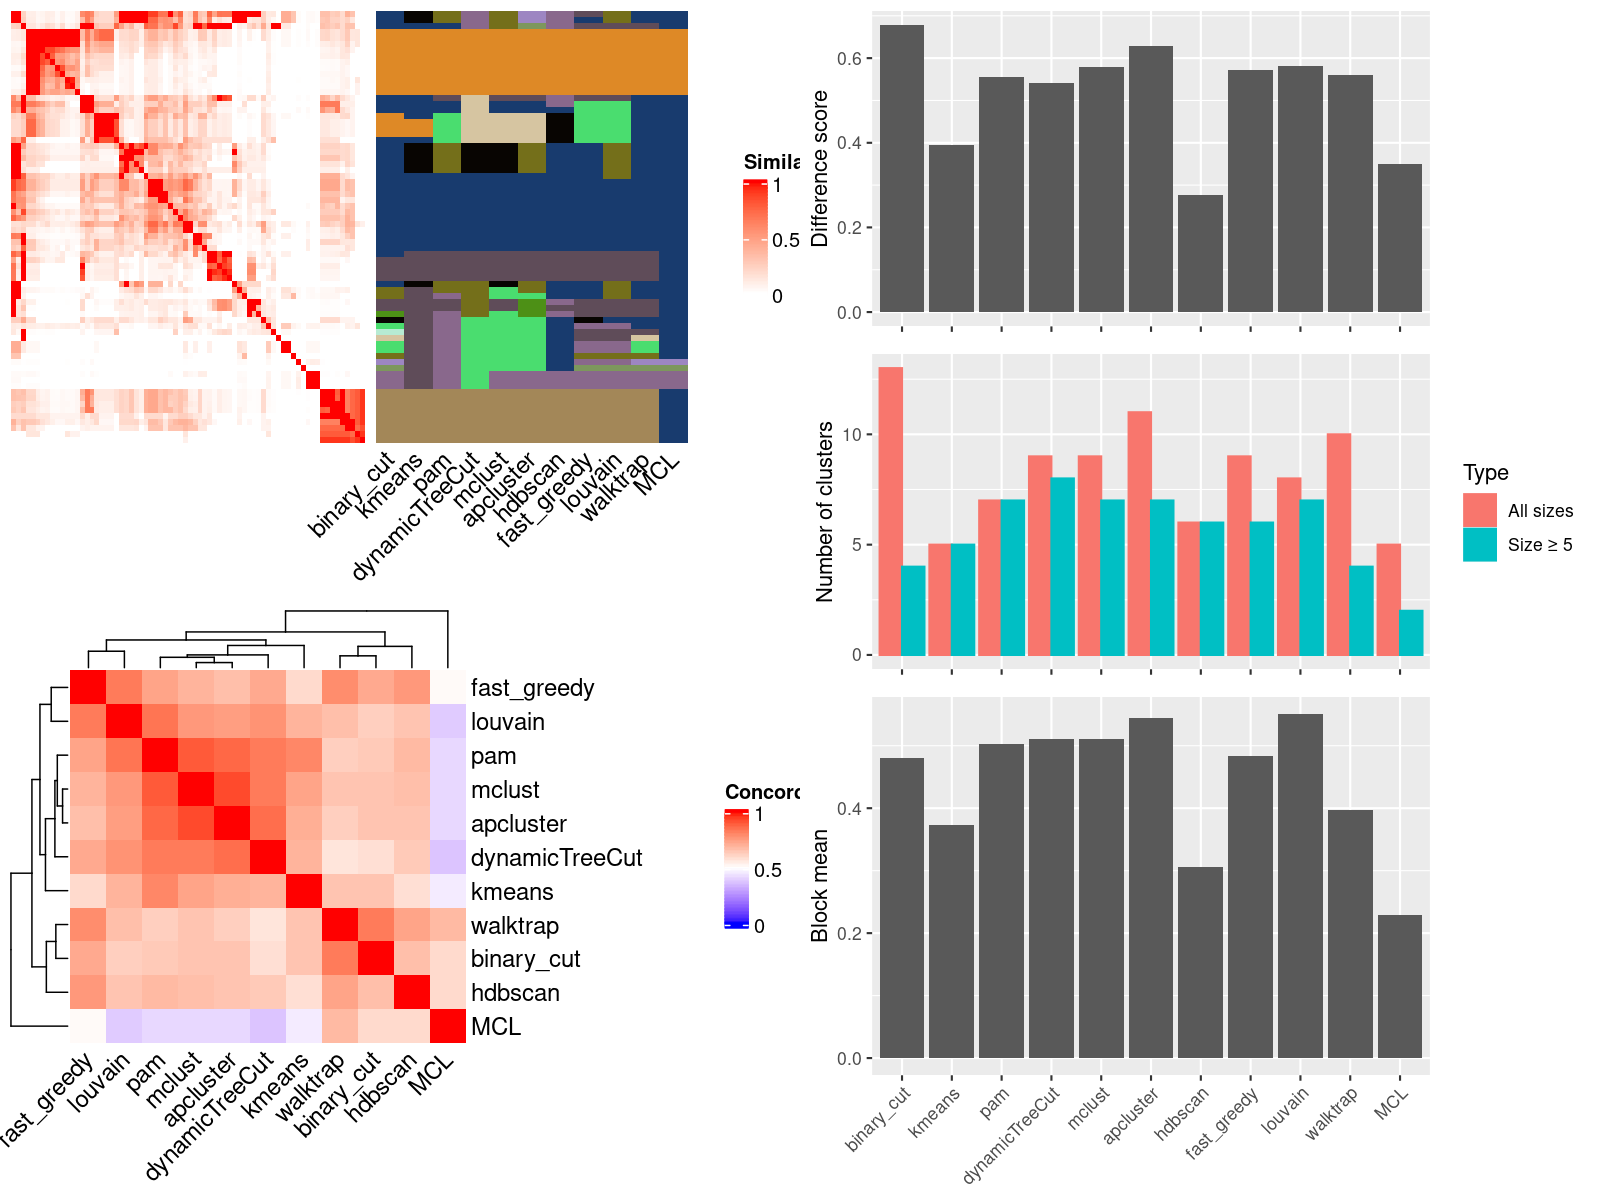 Simila
1
0.5
0
binary_cut
kmeans
pam
dynamicTreeCut
mclust
apcluster
hdbscan
fast_greedy
louvain
walktrap
MCL
fast_greedy
louvain
pam
mclust
apcluster
dynamicTreeCut
kmeans
walktrap
binary_cut
hdbscan
MCL
fast_greedy
louvain
pam
mclust
apcluster
dynamicTreeCut
kmeans
walktrap
binary_cut
hdbscan
MCL
Concord
1
0.5
0
Difference score
0.6
0.4
0.2
0.0
Number of clusters
10
5
0
Type
All sizes
Size ≥ 5
Block mean
0.4
0.2
0.0
binary_cut
kmeans
pam
dynamicTreeCut
mclust
apcluster
hdbscan
fast_greedy
louvain
walktrap
MCL